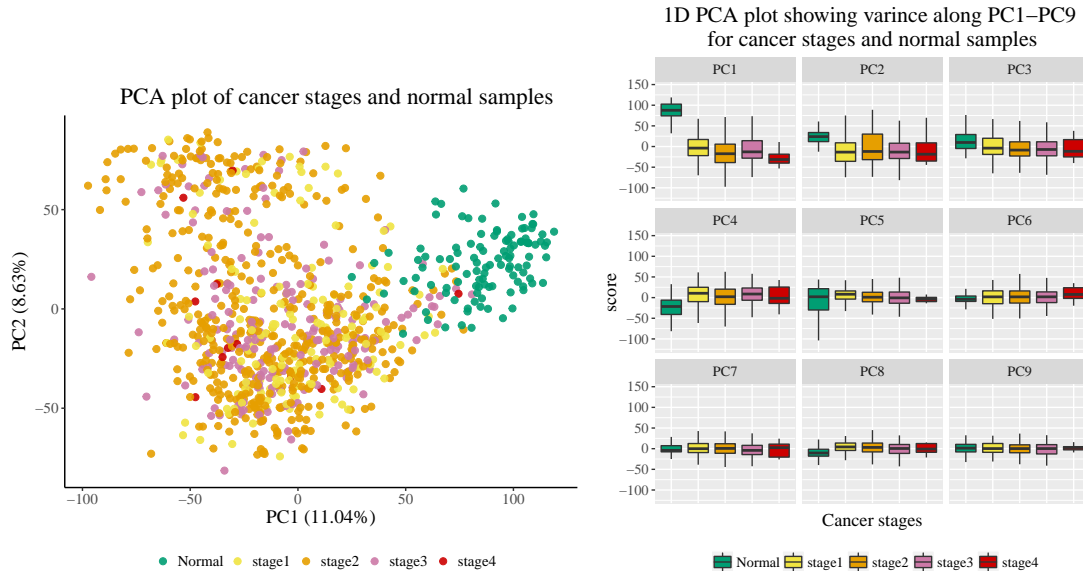 PCA plot of cancer stages and normal samples
PC2 (8.63%)
50
0
−50
−100
−50
0
50
100
PC1 (11.04%)
Normal
stage1
stage2
stage3
stage4
1D PCA plot showing varince along PC1−PC9
for cancer stages and normal samples
PC1
PC2
PC3
150
100
50
0
−50
−100
PC4
PC5
PC6
150
100
50
0
−50
−100
score
PC7
PC8
PC9
150
100
50
0
−50
−100
Cancer stages
Normal
stage1
stage2
stage3
stage4